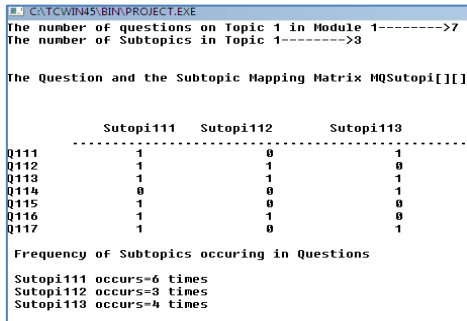 C:\TCWIN45\BIN\PROJECT.EXE
The number of questions on Topic 1 in Module 1-------->7
The number of Subtopics in Topic 1------->3
The Question and the Subtopic Mapping Matrix MQSutopi[][]
Sutopi111 Sutopi112 Sutopi113
Q111 1 0 1
Q112 1 1 0
Q113 1 1 1
Q114 0 0 1
Q115 1 0 0
Q116 1 1 0
Q117 1 0 1
Frequency of Subtopics occuring in Questions
Sutopi111 occurs=6 times
Sutopi112 occurs=3 times
Sutopi113 occurs=4 times